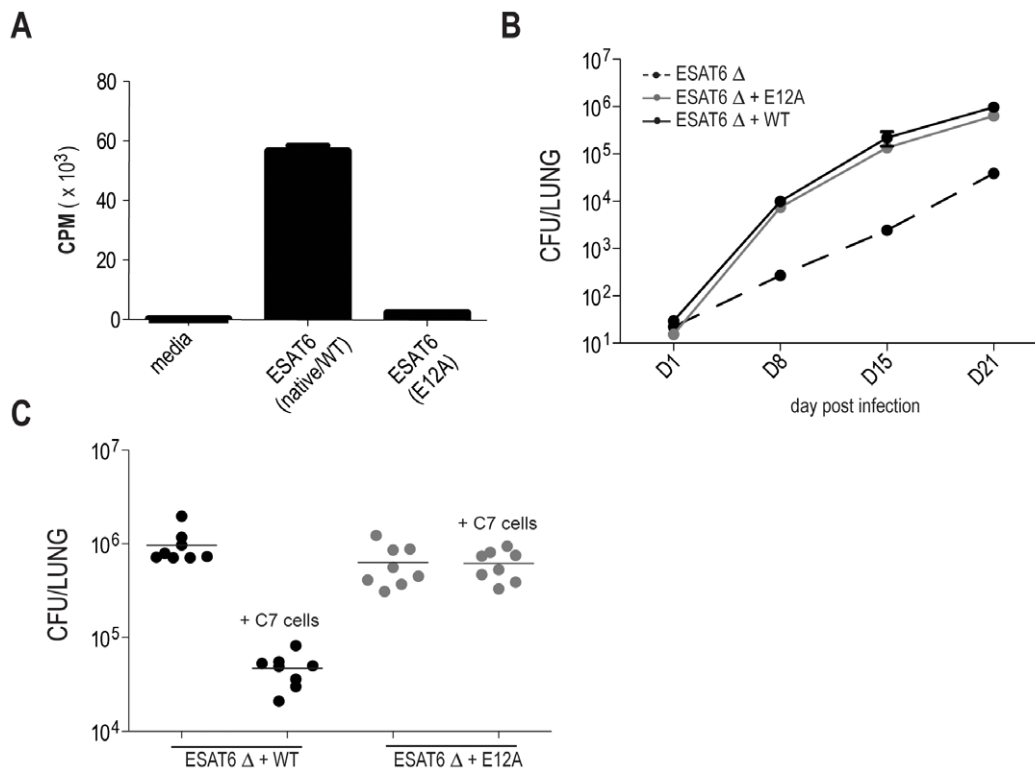 A
CPM ( x 10³)
80
60
40
20
0
media
ESAT6
(native/WT)
ESAT6
(E12A)
B
CFU/LUNG
10⁷
10⁶
10⁵
10⁴
10³
10²
10¹
ESAT6 Δ
ESAT6 Δ + E12A
ESAT6 Δ + WT
D1
D8
D15
D21
day post infection
C
CFU/LUNG
10⁷
10⁶
10⁵
10⁴
+ C7 cells
+ C7 cells
ESAT6 Δ + WT
ESAT6 Δ + E12A